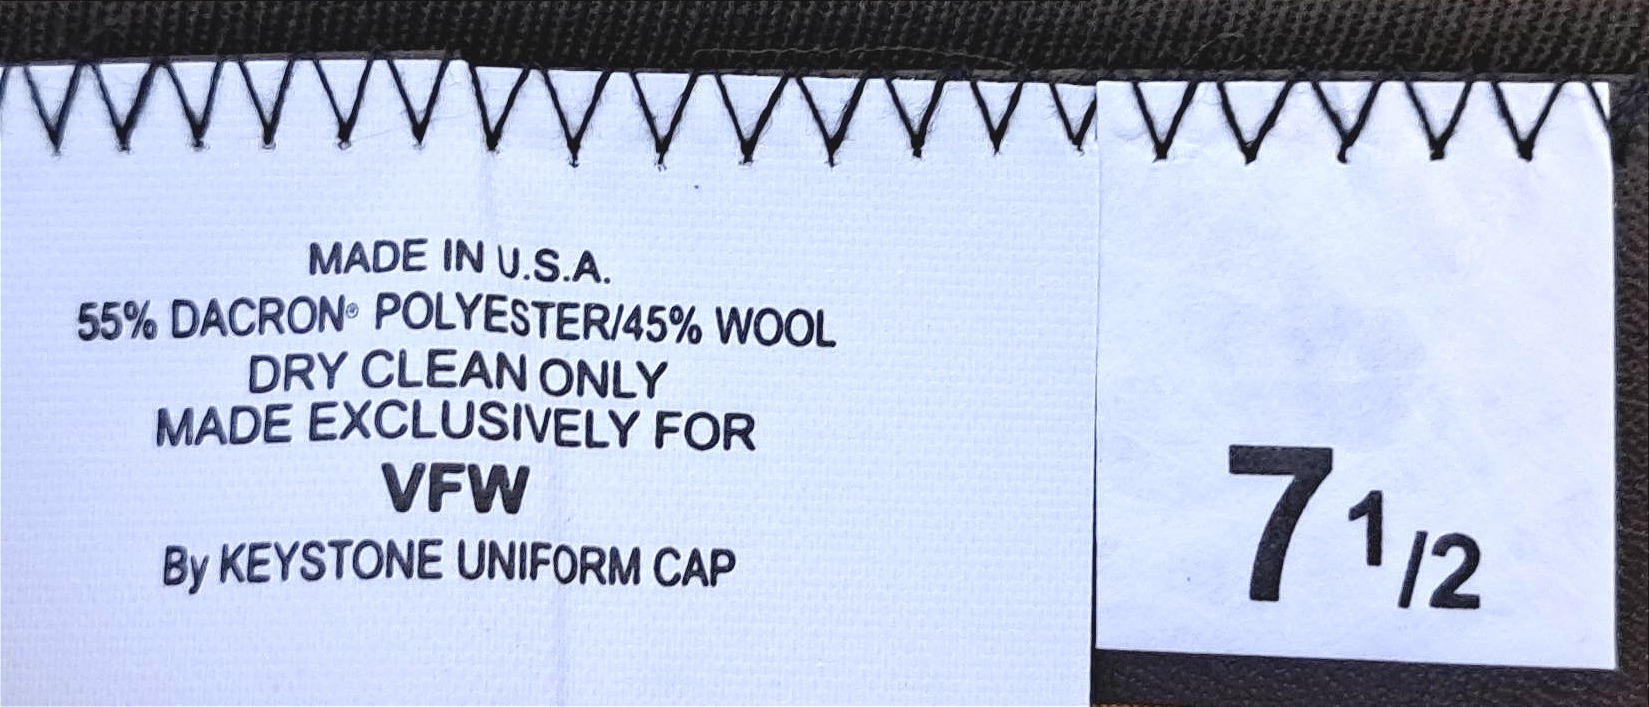 MADE IN U.S.A.
55% DACRON® POLYESTER/45% WOOL
DRY CLEAN ONLY
MADE EXCLUSIVELY FOR
VFW
By KEYSTONE UNIFORM CAP
7 1/2